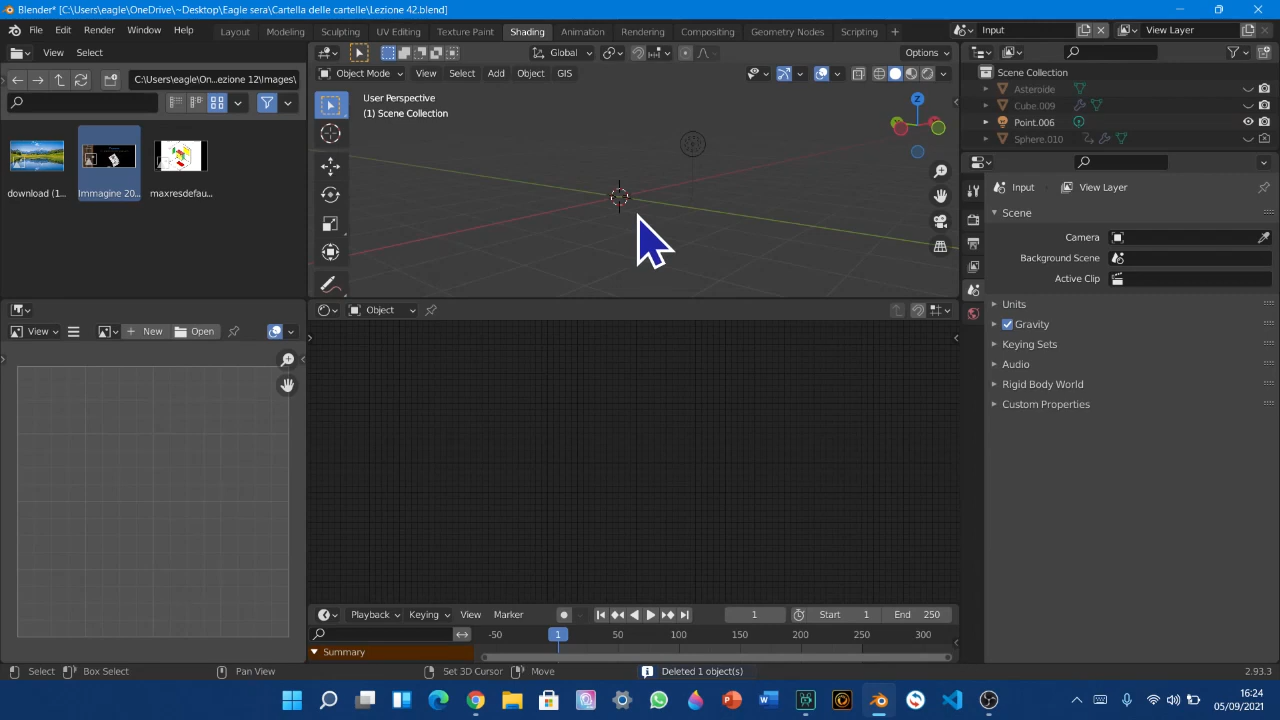 Blender* [C:\Users\eagle\OneDrive\~Desktop\Eagle sera\Cartella delle cartelle\Lezione 42.blend]
File Edit Render Window Help Layout Modeling Sculpting UV Editing Texture Paint Shading Animation Rendering Compositing Geometry Nodes Scripting Input View Layer
View Select Global Options
C:\Users\eagle\On...ezione 12\Images\ Object Mode View Select Add Object GIS Scene Collection
Asteroide
Cube.009
Point.006
Sphere.010
User Perspective
(1) Scene Collection
Z
download (1... Immagine 20... maxresdefau...
Input View Layer
Scene
Camera
Background Scene
Active Clip
Units
Gravity
Keying Sets
Audio
Rigid Body World
Custom Properties
View New Open Object
Playback Keying View Marker 1 Start 1 End 250
-50 1 50 100 150 200 250 300
Summary
Select Box Select Pan View Set 3D Cursor Move Deleted 1 object(s) 2.93.3
16:24
05/09/2021